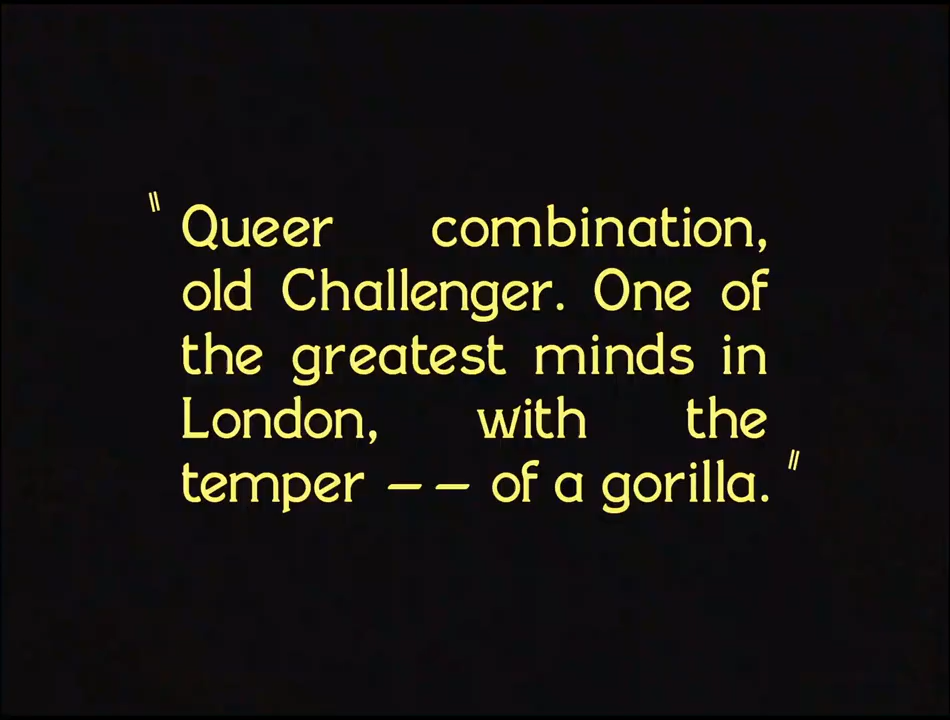 "Queer combination,
old Challenger. One of
the greatest minds in
London, with the
temper –– of a gorilla."